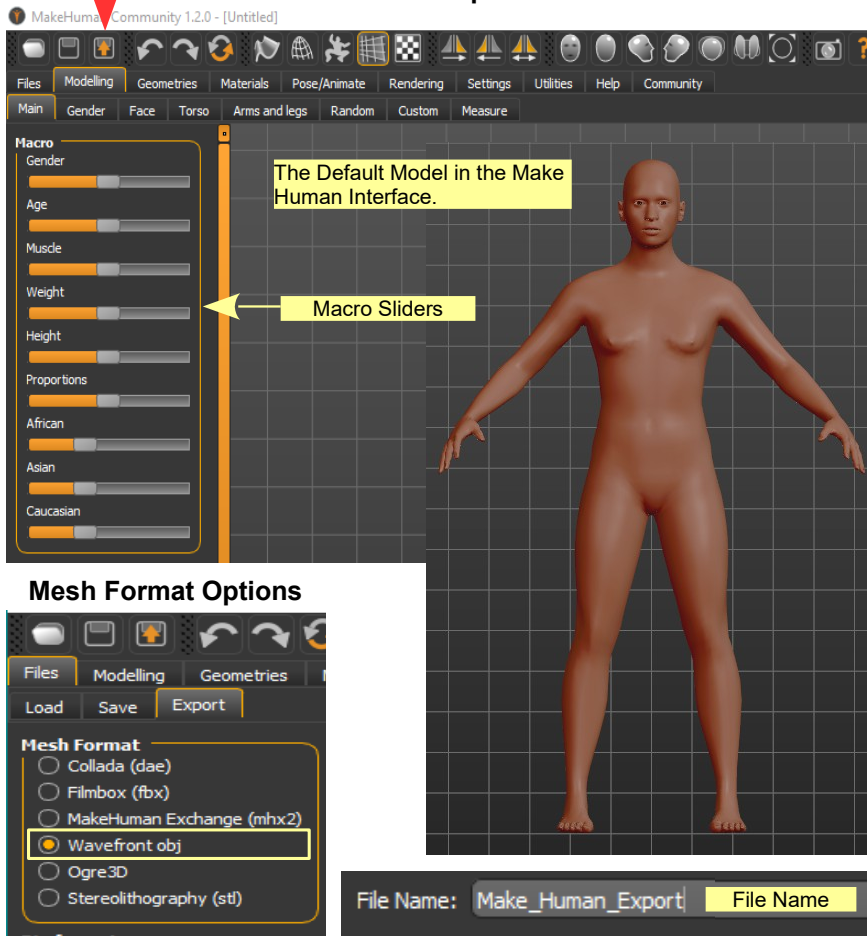 MakeHuman Community 1.2.0 - [Untitled]
Files Modelling Geometries Materials Pose/Animate Rendering Settings Utilities Help Community
Main Gender Face Torso Arms and legs Random Custom Measure
Macro
Gender
Age
Muscle
Weight
Height
Proportions
African
Asian
Caucasian
The Default Model in the Make
Human Interface.
Macro Sliders
Mesh Format Options
Files Modelling Geometries
Load Save Export
Mesh Format
Collada (dae)
Filmbox (fbx)
MakeHuman Exchange (mhx2)
Wavefront obj
Ogre3D
Stereolithography (stl)
File Name: Make_Human_Export File Name